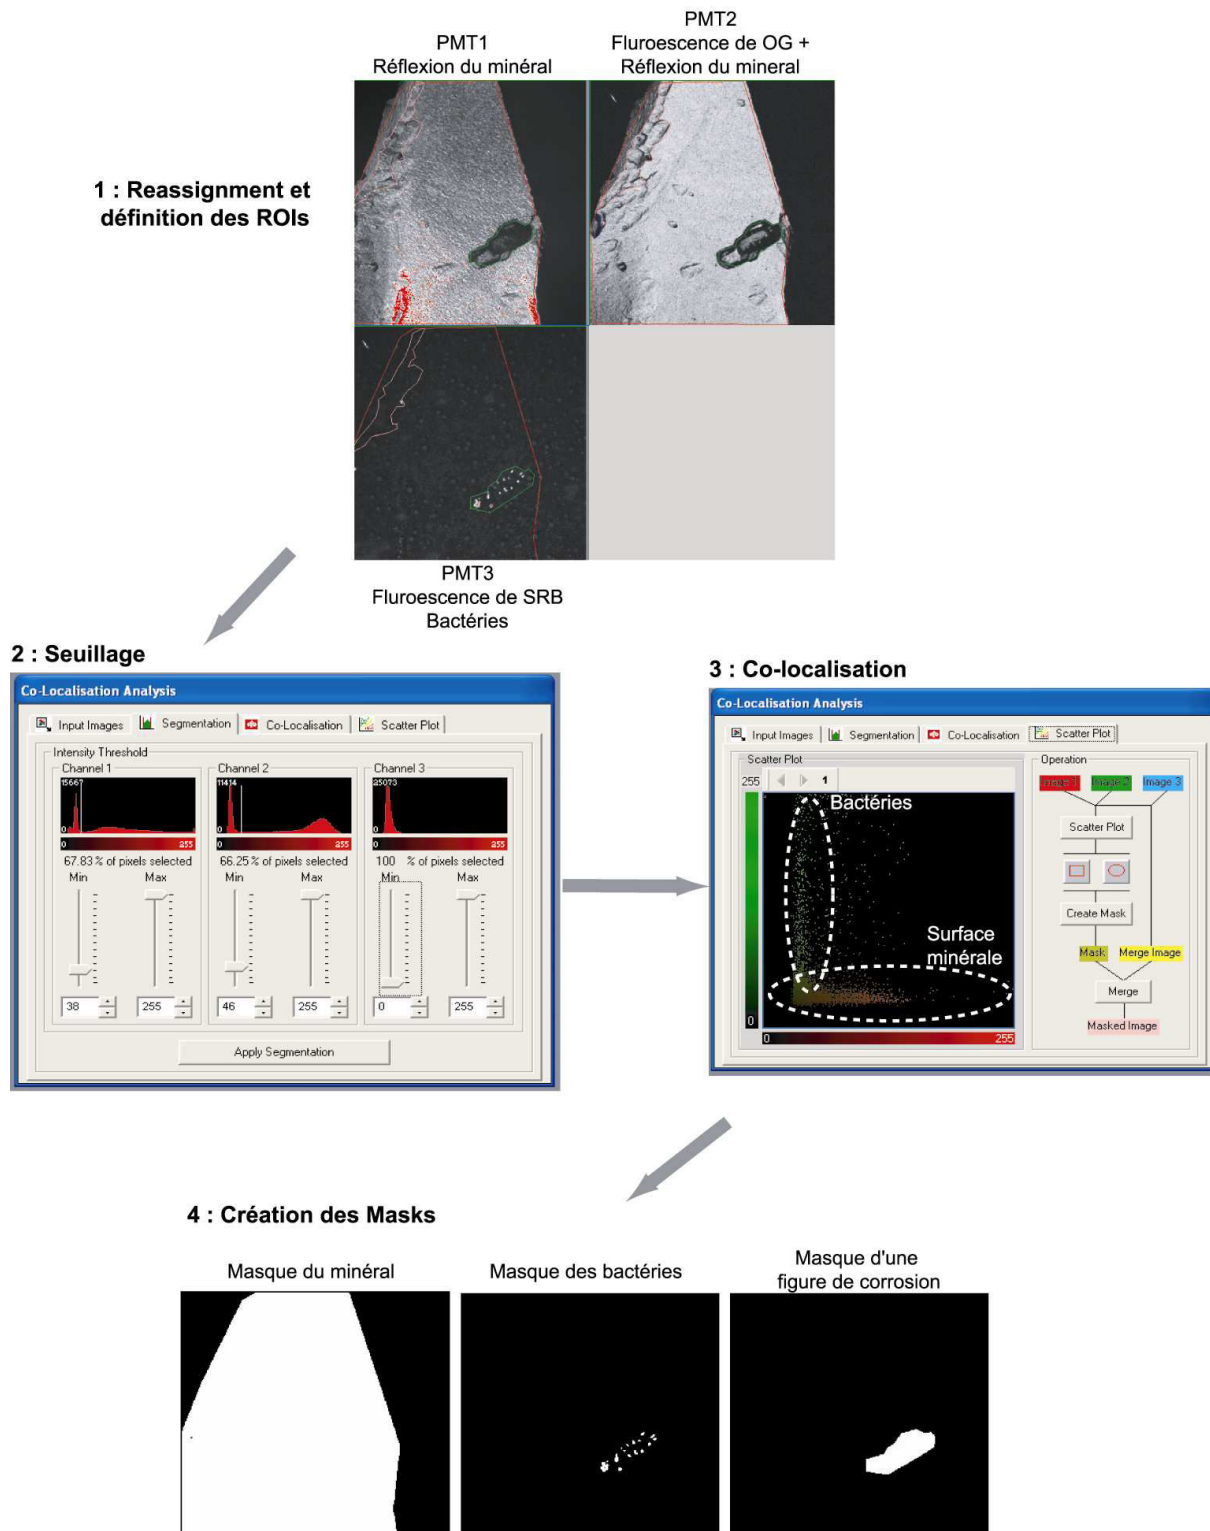 PMT1
Réflexion du minéral
PMT2
Fluroescence de OG +
Réflexion du mineral
1 : Reassignment et
définition des ROIs
PMT3
Fluroescence de SRB
Bactéries
2 : Seuillage
Co-Localisation Analysis
Input Images
Segmentation
Co-Localisation
Scatter Plot
Intensity Threshold
Channel 1
Channel 2
Channel 3
15667
11414
25073
0
0
0
0 255
0 255
0 255
67.83 % of pixels selected
66.25 % of pixels selected
100 % of pixels selected
Min Max
Min Max
Min Max
38 255
46 255
0 255
Apply Segmentation
3 : Co-localisation
Co-Localisation Analysis
Input Images
Segmentation
Co-Localisation
Scatter Plot
Scatter Plot
255
1
Bactéries
Surface
minérale
0
0 255
Operation
Image 1 Image 2 Image 3
Scatter Plot
Create Mask
Mask Merge Image
Merge
Masked Image
4 : Création des Masks
Masque du minéral
Masque des bactéries
Masque d'une
figure de corrosion